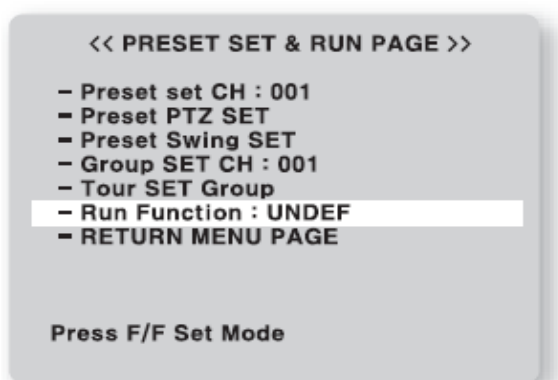 << PRESET SET & RUN PAGE >>
– Preset set CH : 001
– Preset PTZ SET
– Preset Swing SET
– Group SET CH : 001
– Tour SET Group
– Run Function : UNDEF
– RETURN MENU PAGE
Press F/F Set Mode